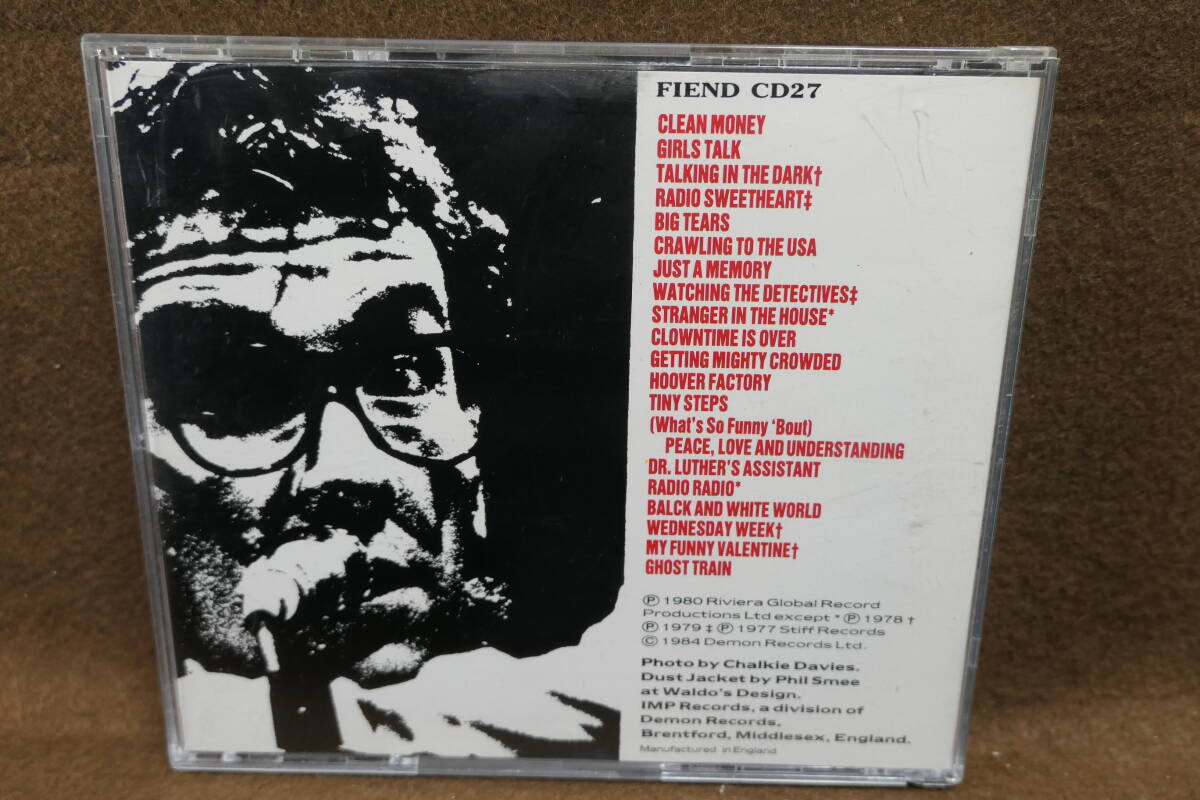 FIEND CD27
CLEAN MONEY
GIRLS TALK
TALKING IN THE DARK†
RADIO SWEETHEART‡
BIG TEARS
CRAWLING TO THE USA
JUST A MEMORY
WATCHING THE DETECTIVES‡
STRANGER IN THE HOUSE*
CLOWNTIME IS OVER
GETTING MIGHTY CROWDED
HOOVER FACTORY
TINY STEPS
(What's So Funny 'Bout)
PEACE, LOVE AND UNDERSTANDING
DR. LUTHER'S ASSISTANT
RADIO RADIO*
BALCK AND WHITE WORLD
WEDNESDAY WEEK†
MY FUNNY VALENTINE†
GHOST TRAIN
℗ 1980 Riviera Global Record
Productions Ltd except * ℗ 1978 †
℗ 1979 ‡ ℗ 1977 Stiff Records
© 1984 Demon Records Ltd.
Photo by Chalkie Davies.
Dust Jacket by Phil Smee
at Waldo's Design.
IMP Records, a division of
Demon Records,
Brentford, Middlesex, England.
Manufactured in England